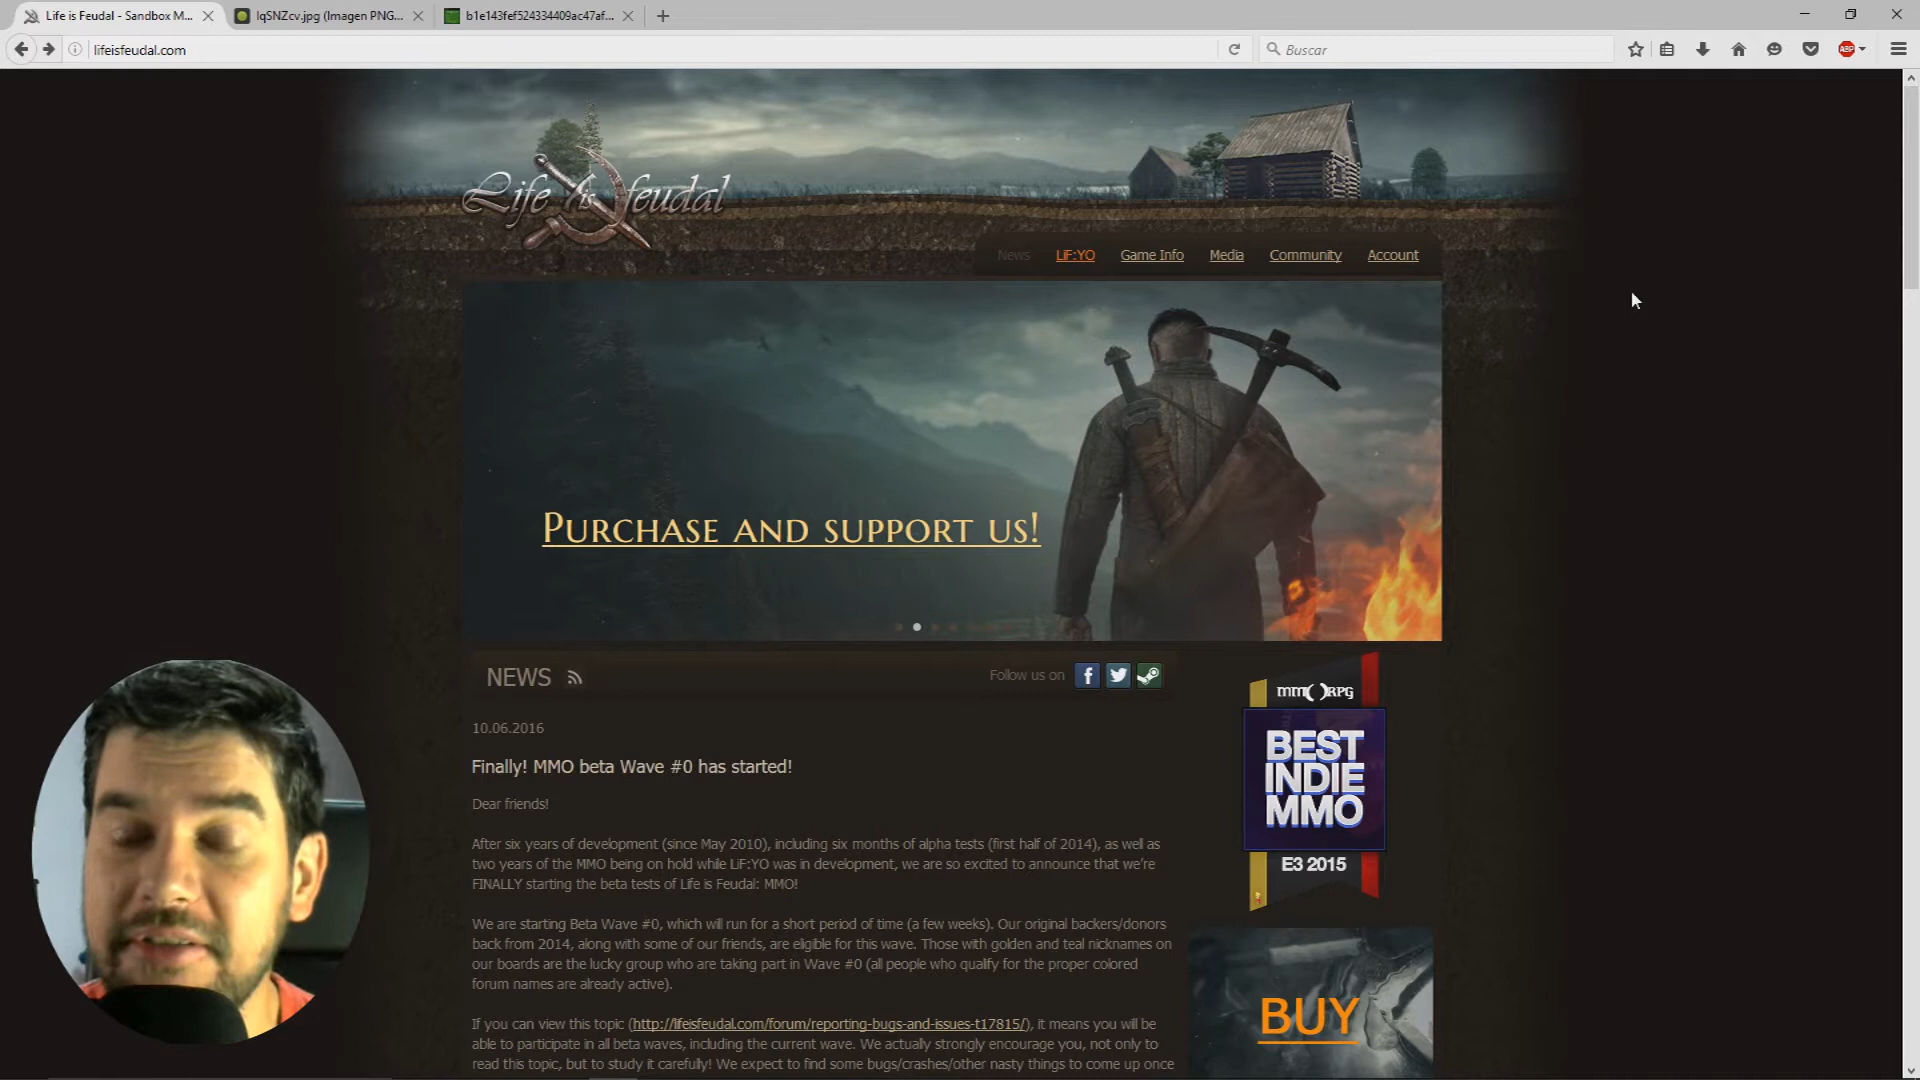 Life is Feudal - Sandbox M...
IqSNZcv.jpg (Imagen PNG...
b1e143fef524334409ac47af...
lifeisfeudal.com
Buscar
ABP
Life is feudal
News LiF:YO Game Info Media Community Account
PURCHASE AND SUPPORT US!
NEWS
Follow us on
10.06.2016
Finally! MMO beta Wave #0 has started!
Dear friends!
After six years of development (since May 2010), including six months of alpha tests (first half of 2014), as well as
two years of the MMO being on hold while LiF:YO was in development, we are so excited to announce that we're
FINALLY starting the beta tests of Life is Feudal: MMO!
We are starting Beta Wave #0, which will run for a short period of time (a few weeks). Our original backers/donors
back from 2014, along with some of our friends, are eligible for this wave. Those with golden and teal nicknames on
our boards are the lucky group who are taking part in Wave #0 (all people who qualify for the proper colored
forum names are already active).
If you can view this topic (http://lifeisfeudal.com/forum/reporting-bugs-and-issues-t17815/), it means you will be
able to participate in all beta waves, including the current wave. We actually strongly encourage you, not only to
read this topic, but to study it carefully! We expect to find some bugs/crashes/other nasty things to come up once
mm( )RPG
BEST
INDIE
MMO
E3 2015
BUY